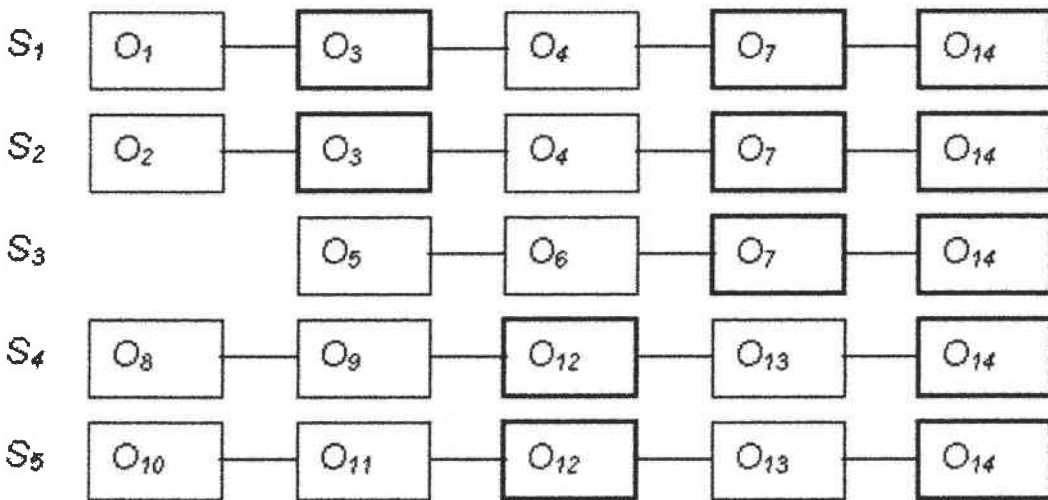 S₁ O₁ O₃ O₄ O₇ O₁₄
S₂ O₂ O₃ O₄ O₇ O₁₄
S₃ O₅ O₆ O₇ O₁₄
S₄ O₈ O₉ O₁₂ O₁₃ O₁₄
S₅ O₁₀ O₁₁ O₁₂ O₁₃ O₁₄